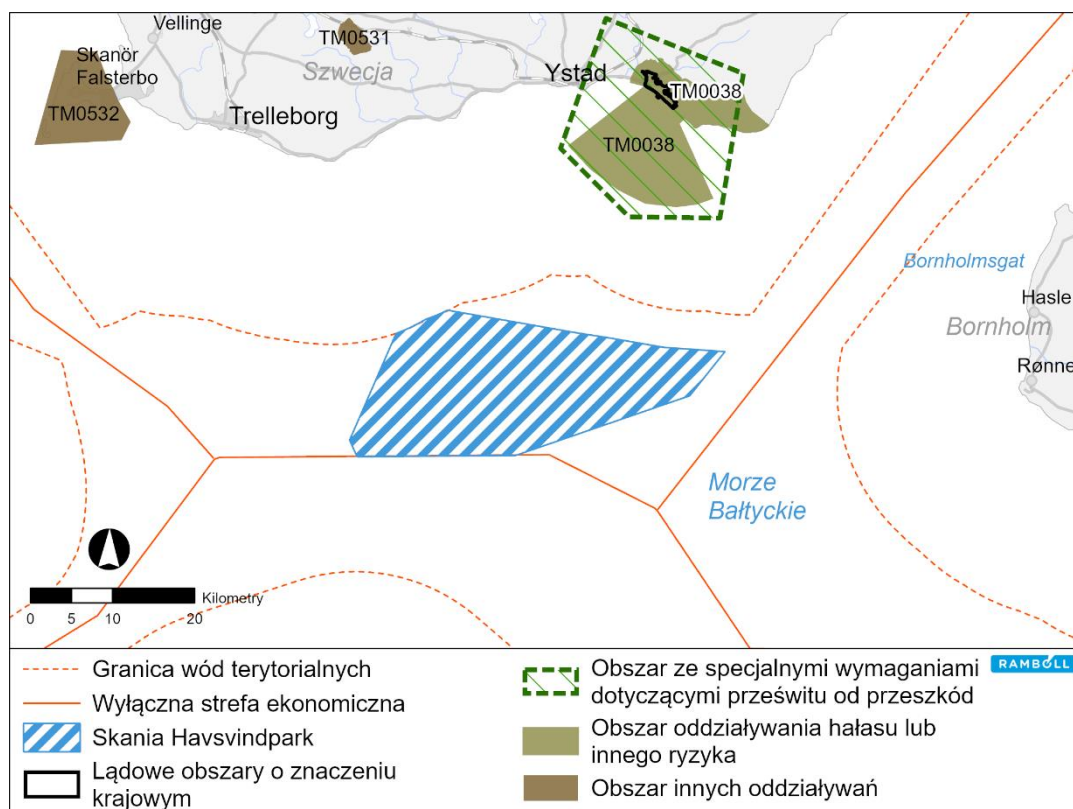 Vellinge
TM0531
Skanör
Falsterbo
Szwecja
Ystad
TM0038
TM0532
Trelleborg
TM0038
Bornholmsgat
Hasle
Bornholm
Rønne
Morze
Bałtyckie
Kilometry
0 5 10 20
Granica wód terytorialnych
Wyłączna strefa ekonomiczna
Skania Havsvindpark
Lądowe obszary o znaczeniu
krajowym
Obszar ze specjalnymi wymaganiami
dotyczącymi prześwitu od przeszkód
RAMBOLL
Obszar oddziaływania hałasu lub
innego ryzyka
Obszar innych oddziaływań